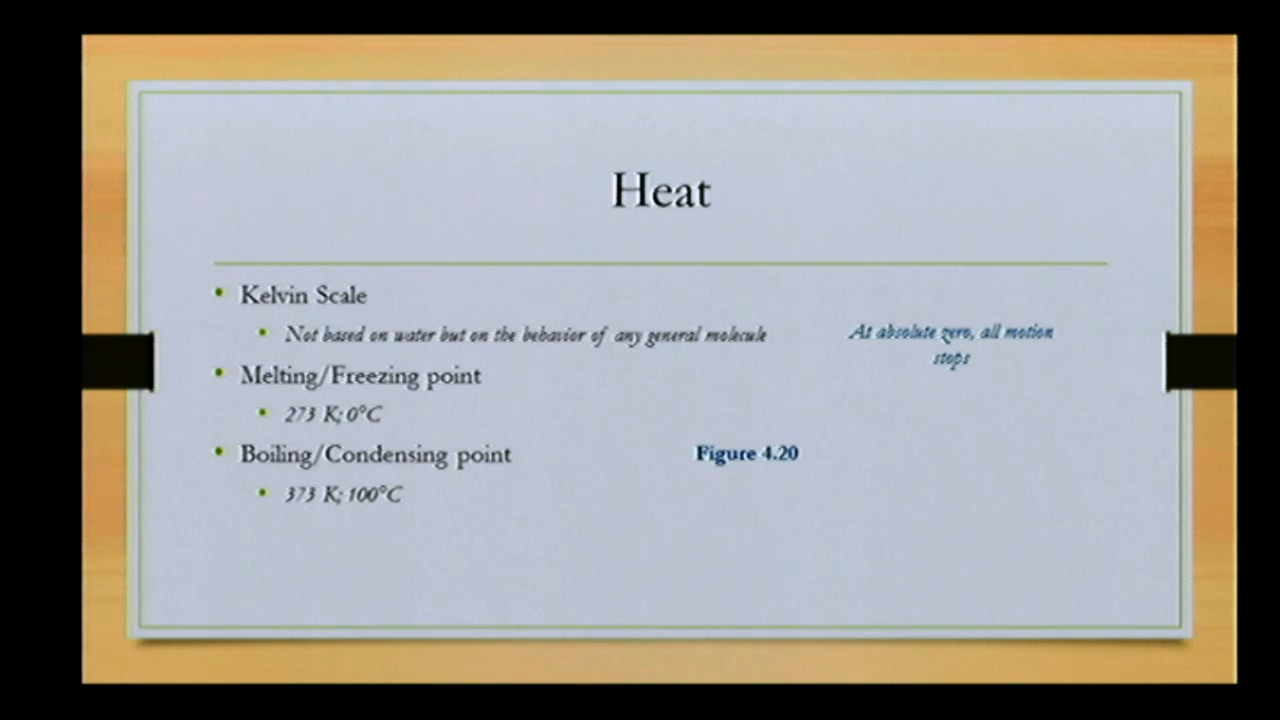 Heat
Kelvin Scale
Not based on water but on the behavior of any general molecule
At absolute zero, all motion
stops
Melting/Freezing point
273 K; 0°C
Boiling/Condensing point
Figure 4.20
373 K; 100°C